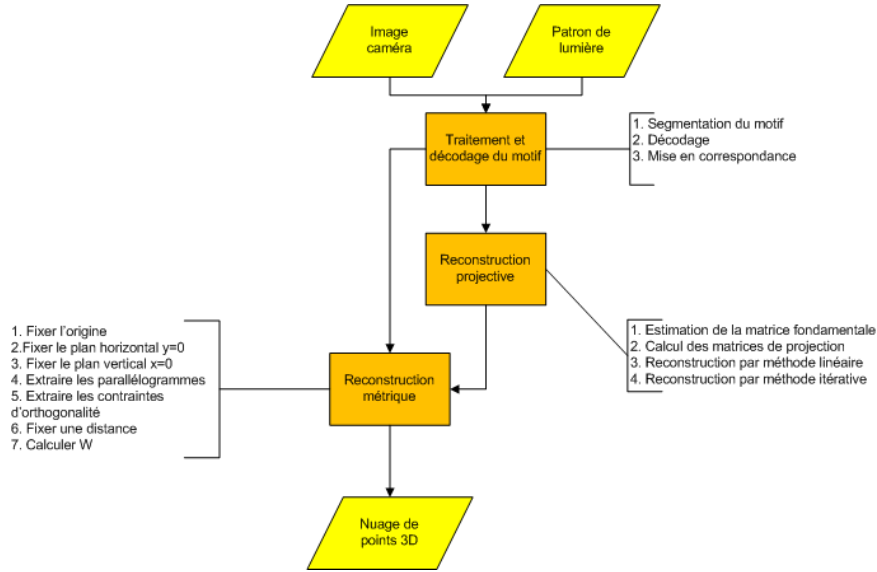 Image
caméra
Patron de
lumière
Traitement et
décodage du motif
1. Segmentation du motif
2. Décodage
3. Mise en correspondance
Reconstruction
projective
1. Estimation de la matrice fondamentale
2. Calcul des matrices de projection
3. Reconstruction par méthode linéaire
4. Reconstruction par méthode itérative
1. Fixer l'origine
2.Fixer le plan horizontal y=0
3. Fixer le plan vertical x=0
4. Extraire les parallélogrammes
5. Extraire les contraintes
d'orthogonalité
6. Fixer une distance
7. Calculer W
Reconstruction
métrique
Nuage de
points 3D